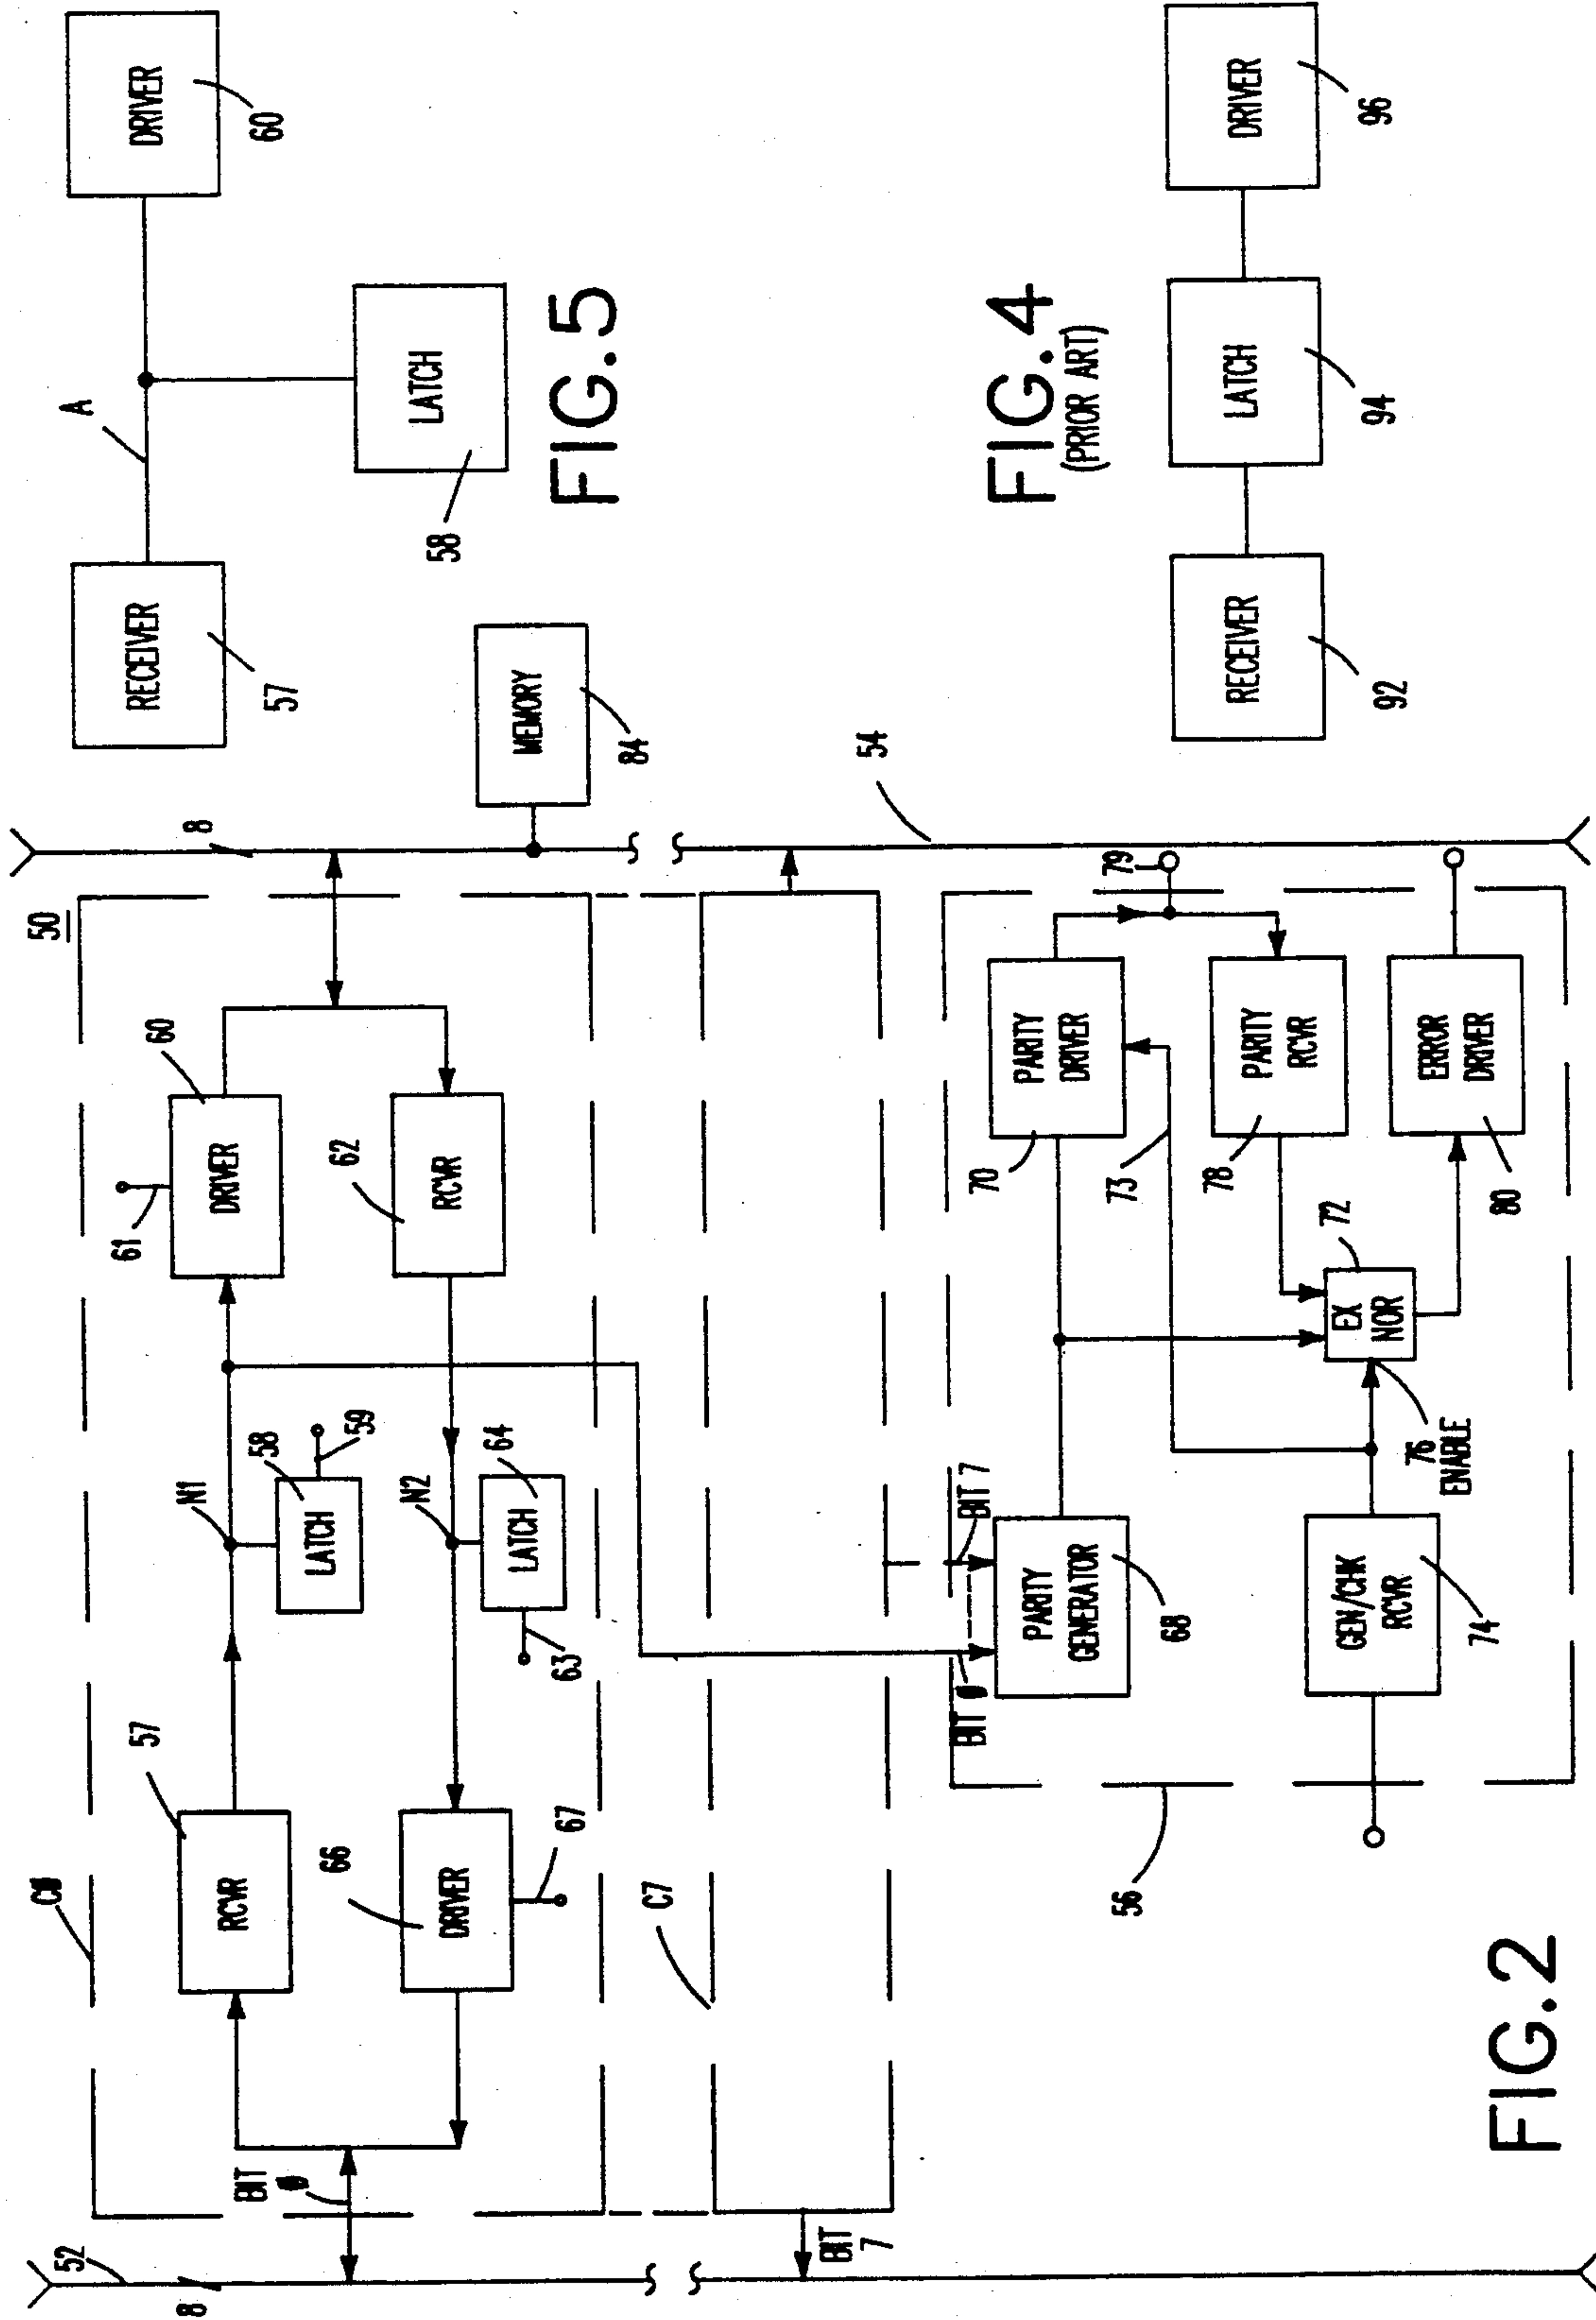 52
8
BIT
0
C0
RCVR
57
N1
LATCH
58
59
DRIVER
60
61
50
8
DRIVER
66
67
N2
LATCH
64
63
RCVR
62
MEMORY
84
BIT
7
C7
54
56
BIT 0
BIT 7
PARITY
GENERATOR
68
PARITY
DRIVER
70
73
79
PARITY
RCVR
78
EX
NOR
72
76
ENABLE
GEN/CHK
RCVR
74
ERROR
DRIVER
80
FIG.2
RECEIVER
57
A
DRIVER
60
LATCH
58
FIG.5
FIG.4
(PRIOR ART)
RECEIVER
92
LATCH
94
DRIVER
96